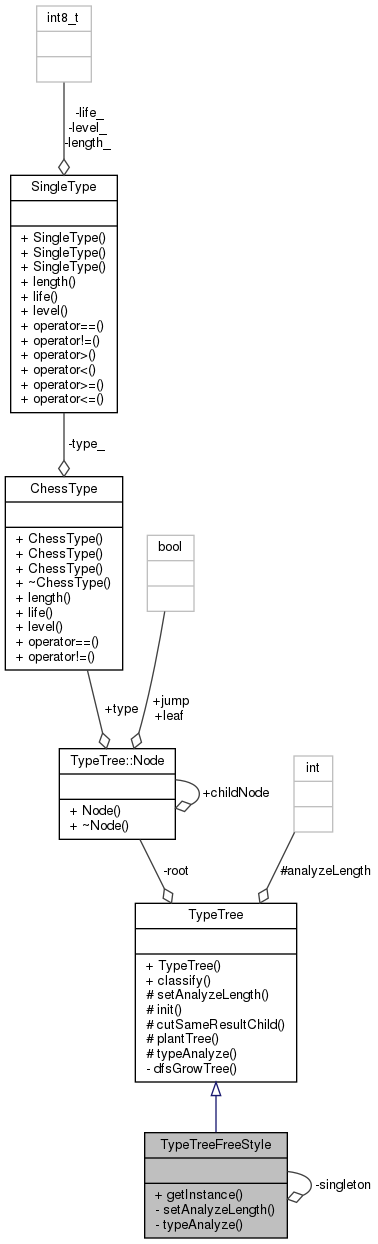 int8_t
-life_
-level_
-length_
SingleType
+ SingleType()
+ SingleType()
+ SingleType()
+ length()
+ life()
+ level()
+ operator==()
+ operator!=()
+ operator>()
+ operator<()
+ operator>=()
+ operator<=()
-type_
ChessType
+ ChessType()
+ ChessType()
+ ChessType()
+ ~ChessType()
+ length()
+ life()
+ level()
+ operator==()
+ operator!=()
bool
+type
+jump
+leaf
TypeTree::Node
+ Node()
+ ~Node()
+childNode
int
-root
#analyzeLength
TypeTree
+ TypeTree()
+ classify()
# setAnalyzeLength()
# init()
# cutSameResultChild()
# plantTree()
# typeAnalyze()
- dfsGrowTree()
TypeTreeFreeStyle
+ getInstance()
- setAnalyzeLength()
- typeAnalyze()
-singleton